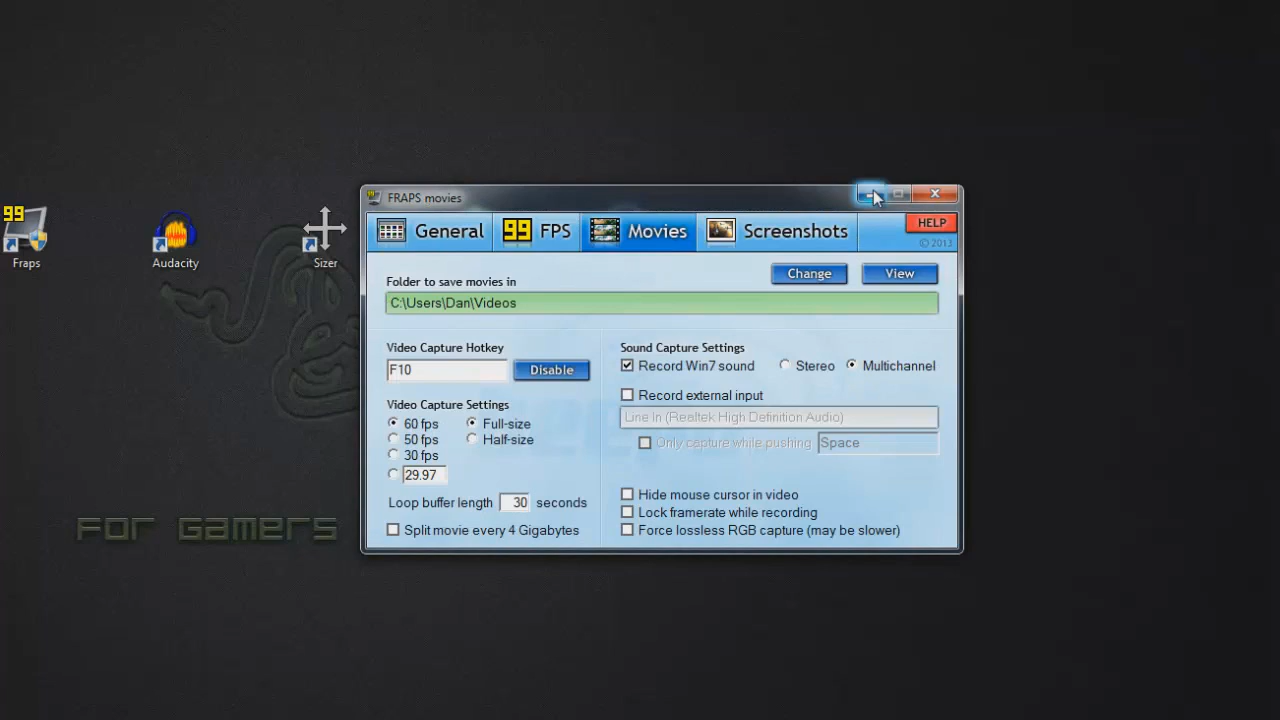 FRAPS movies
General
99 FPS
Movies
Screenshots
HELP
© 2013
Folder to save movies in
Change
View
C:\Users\Dan\Videos
Video Capture Hotkey
F10
Disable
Video Capture Settings
60 fps
Full-size
50 fps
Half-size
30 fps
29.97
Loop buffer length 30 seconds
Split movie every 4 Gigabytes
Sound Capture Settings
Record Win7 sound
Stereo
Multichannel
Record external input
Line In (Realtek High Definition Audio)
Only capture while pushing
Space
Hide mouse cursor in video
Lock framerate while recording
Force lossless RGB capture (may be slower)
99
Fraps
Audacity
Sizer
For Gamers